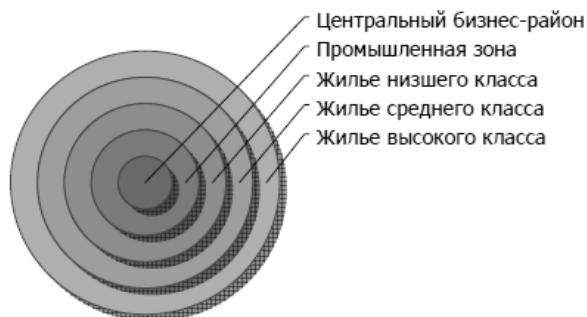 Центральный бизнес-район
Промышленная зона
Жилье низшего класса
Жилье среднего класса
Жилье высокого класса